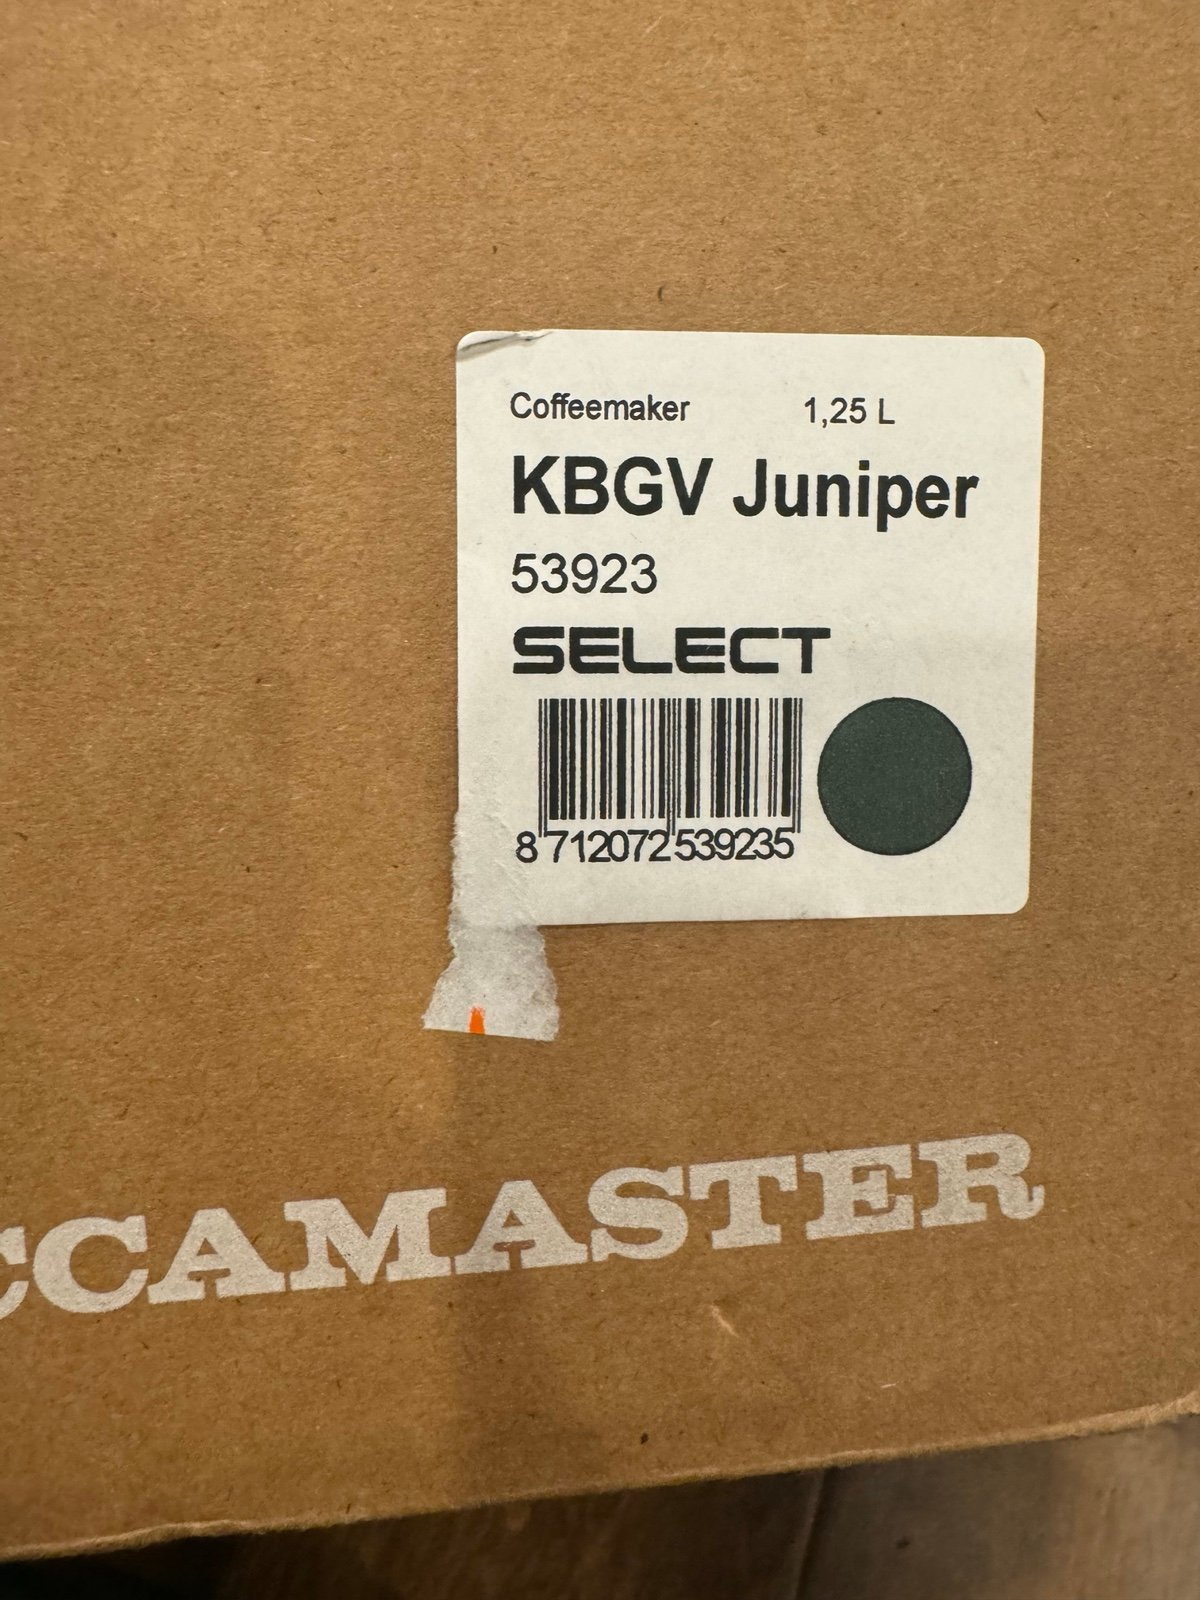 Coffeemaker 1,25 L
KBGV Juniper
53923
SELECT
8 712072 539235
CCAMASTER